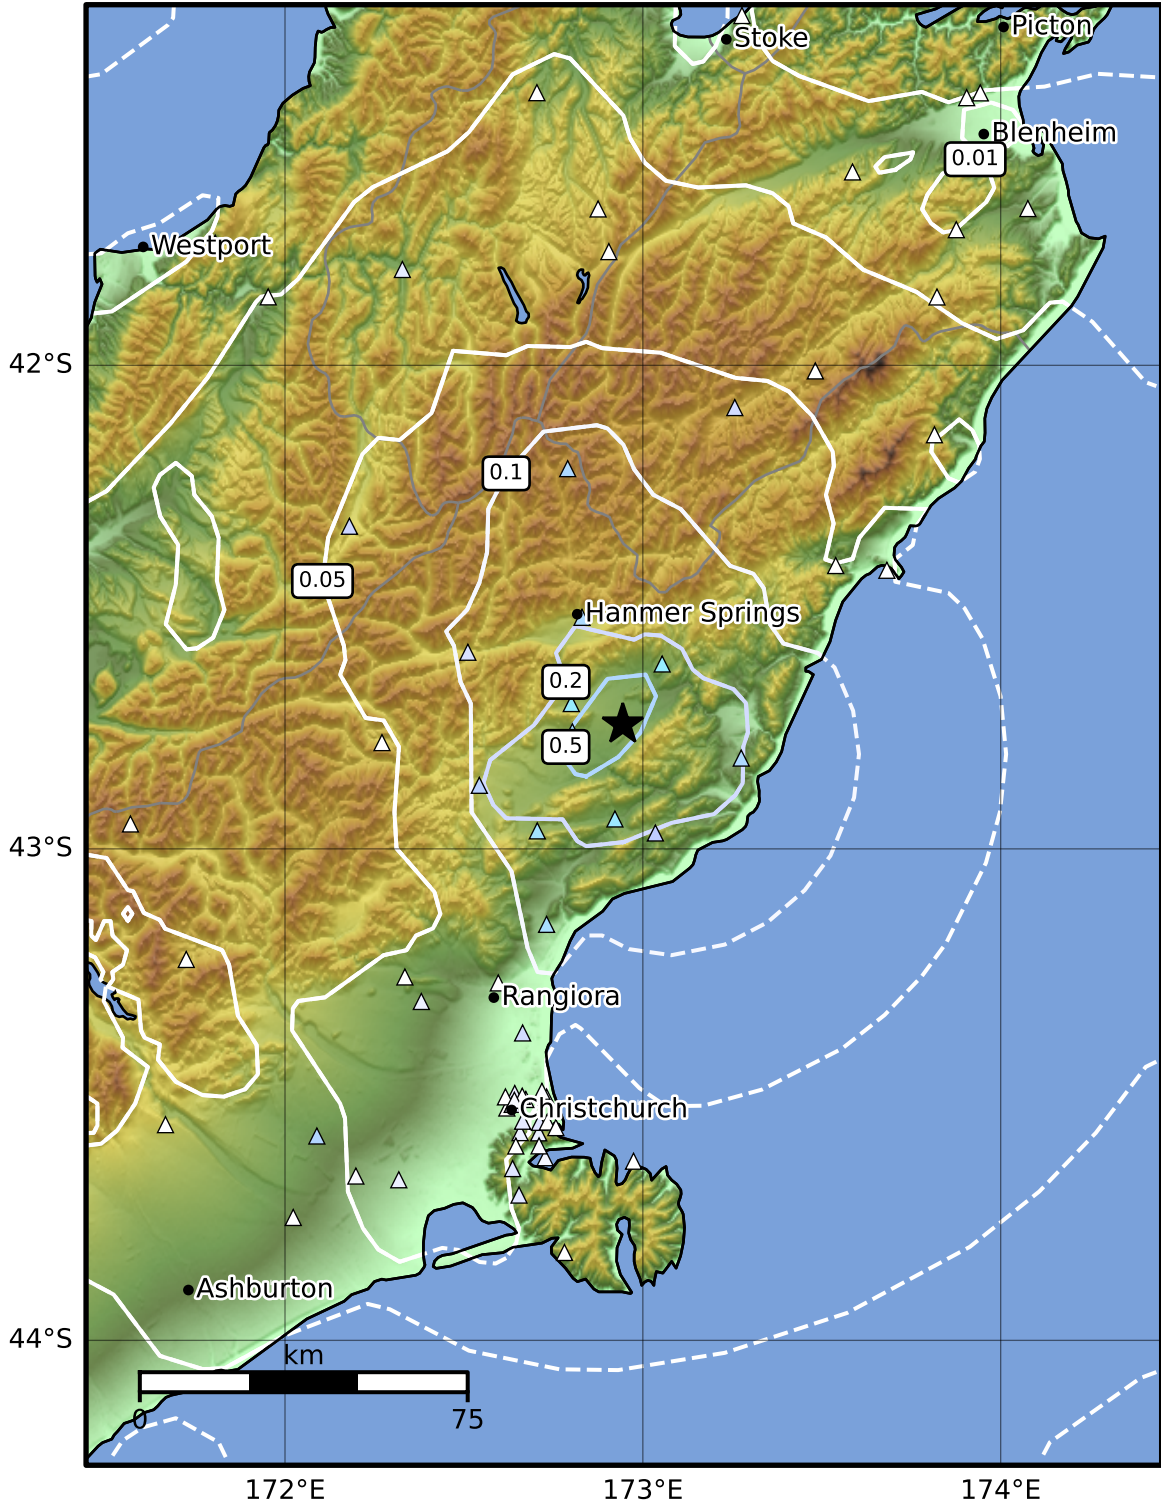 Picton
Stoke
Blenheim
0.01
Westport
42°S
0.1
0.05
Hanmer Springs
0.2
0.5
43°S
Rangiora
Christchurch
Ashburton
44°S
km
0 75
172°E 173°E 174°E